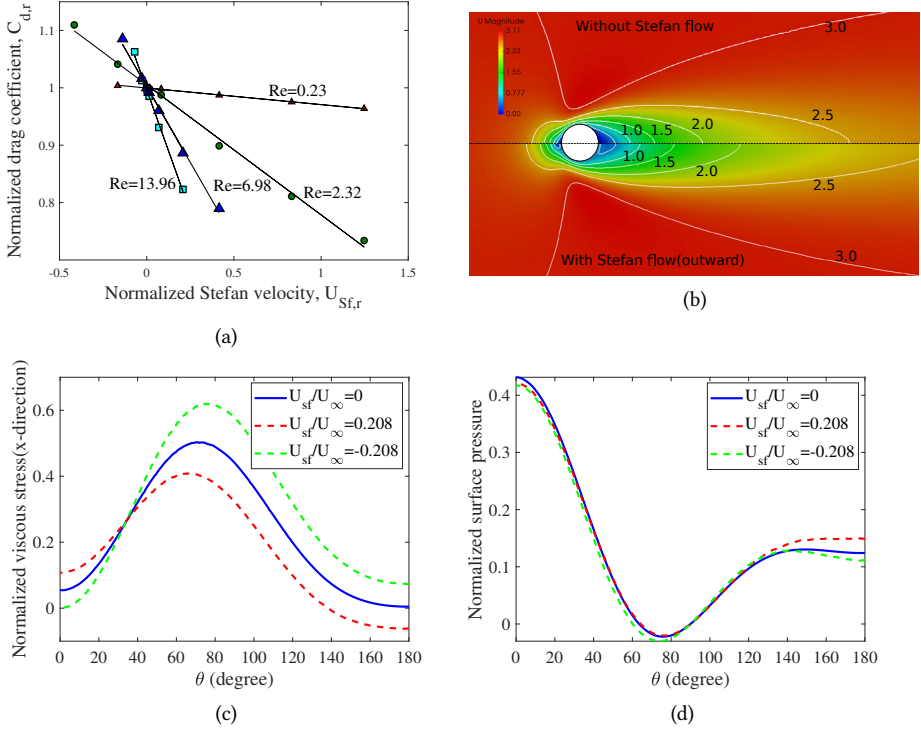 Normalized drag coefficient, C_d,r
1.1
1
0.9
0.8
Re=0.23
Re=13.96
Re=6.98
Re=2.32
-0.5
0
0.5
1
1.5
Normalized Stefan velocity, U_Sf,r
(a)
U Magnitude
3.11
2.33
1.55
0.777
0.00
Without Stefan flow
3.0
2.5
2.0
1.5
1.0
1.0
1.5
2.0
2.5
3.0
With Stefan flow(outward)
(b)
Normalized viscous stress(x-direction)
0.6
0.4
0.2
0
U_sf/U_∞=0
U_sf/U_∞=0.208
U_sf/U_∞=-0.208
0
20
40
60
80
100
120
140
160
180
θ (degree)
(c)
Normalized surface pressure
0.4
0.3
0.2
0.1
0
U_sf/U_∞=0
U_sf/U_∞=0.208
U_sf/U_∞=-0.208
0
20
40
60
80
100
120
140
160
180
θ (degree)
(d)